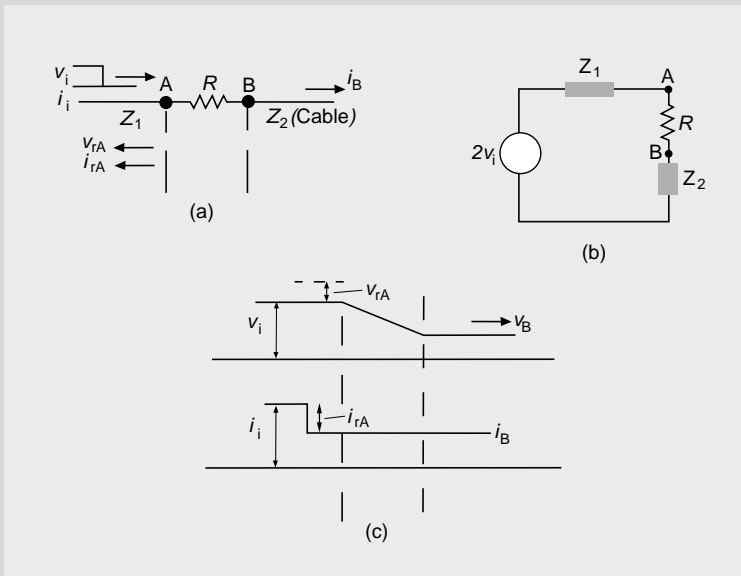 v_i
A R B
i_B
i_i
Z_1
Z_2 (Cable)
v_rA
i_rA
(a)
Z_1
A
R
2v_i
B
Z_2
(b)
v_rA
v_i
v_B
i_rA
i_i
i_B
(c)